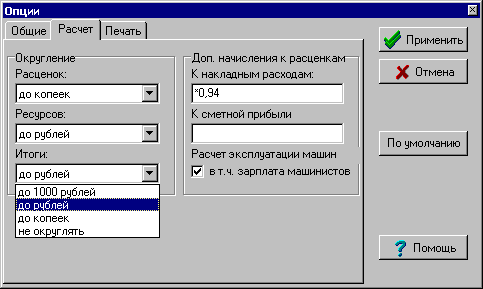 Опции
Общие Расчет Печать
Округление
Расценок:
до копеек
Ресурсов:
до рублей
Итоги:
до рублей
до 1000 рублей
до рублей
до копеек
не округлять
Доп. начисления к расценкам
К накладным расходам:
*0,94
К сметной прибыли
Расчет эксплуатации машин
в т.ч. зарплата машинистов
Применить
Отмена
По умолчанию
Помощь